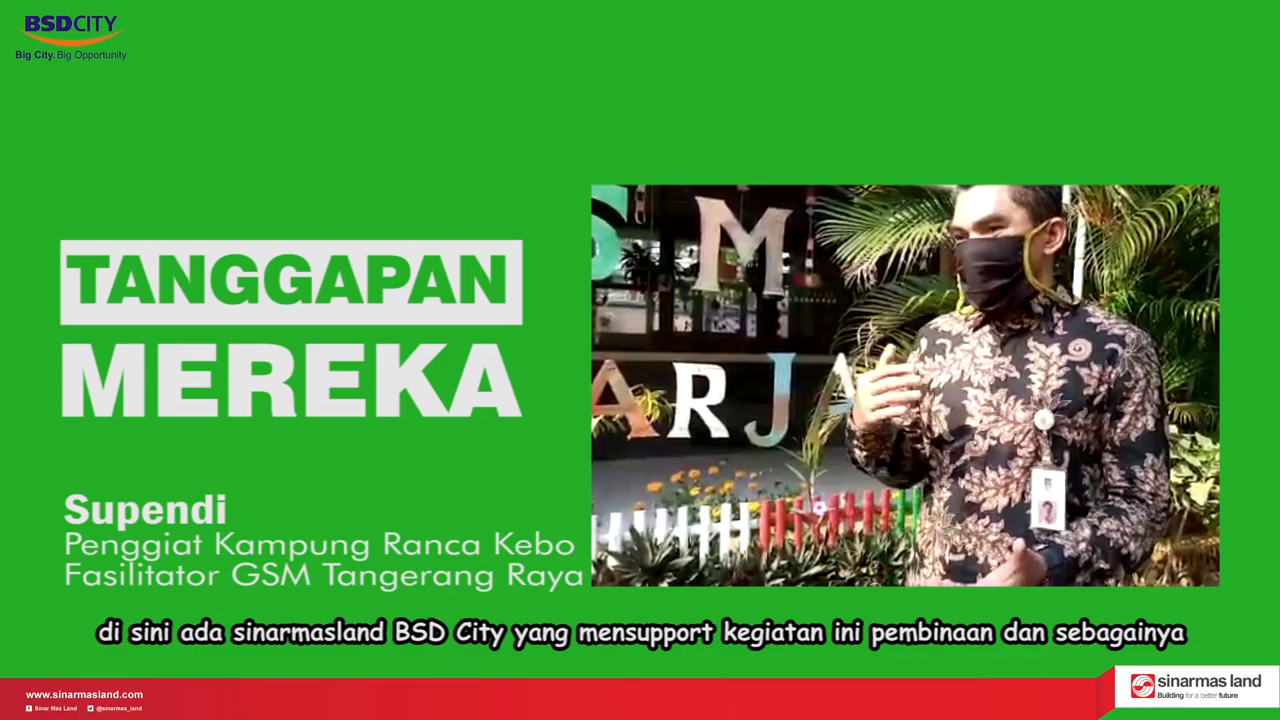 BSDCITY
Big City. Big Opportunity
TANGGAPAN
MEREKA
Supendi
Penggiat Kampung Ranca Kebo
Fasilitator GSM Tangerang Raya
S M
ARJA
di sini ada sinarmasland BSD City yang mensupport kegiatan ini pembinaan dan sebagainya
www.sinarmasland.com
Sinar Mas Land @sinarmas_land
sinarmas land
Building for a better future